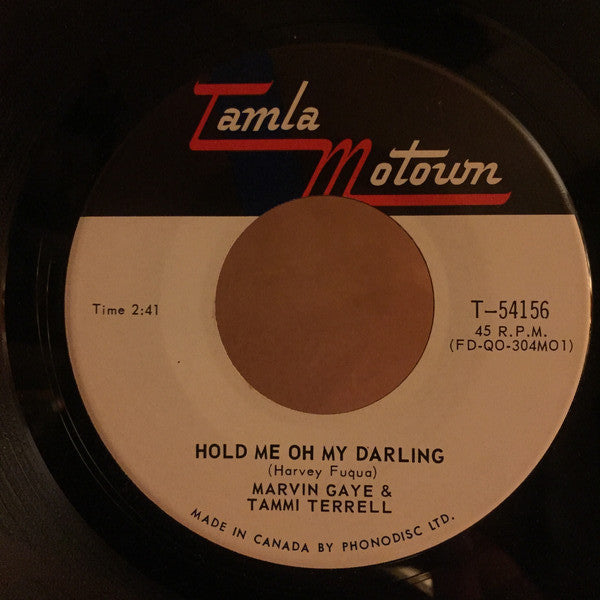 Tamla
Motown
Time 2:41
T-54156
45 R.P.M.
(FD-QO-304MO1)
HOLD ME OH MY DARLING
(Harvey Fuqua)
MARVIN GAYE &
TAMMI TERRELL
MADE IN CANADA BY PHONODISC LTD.